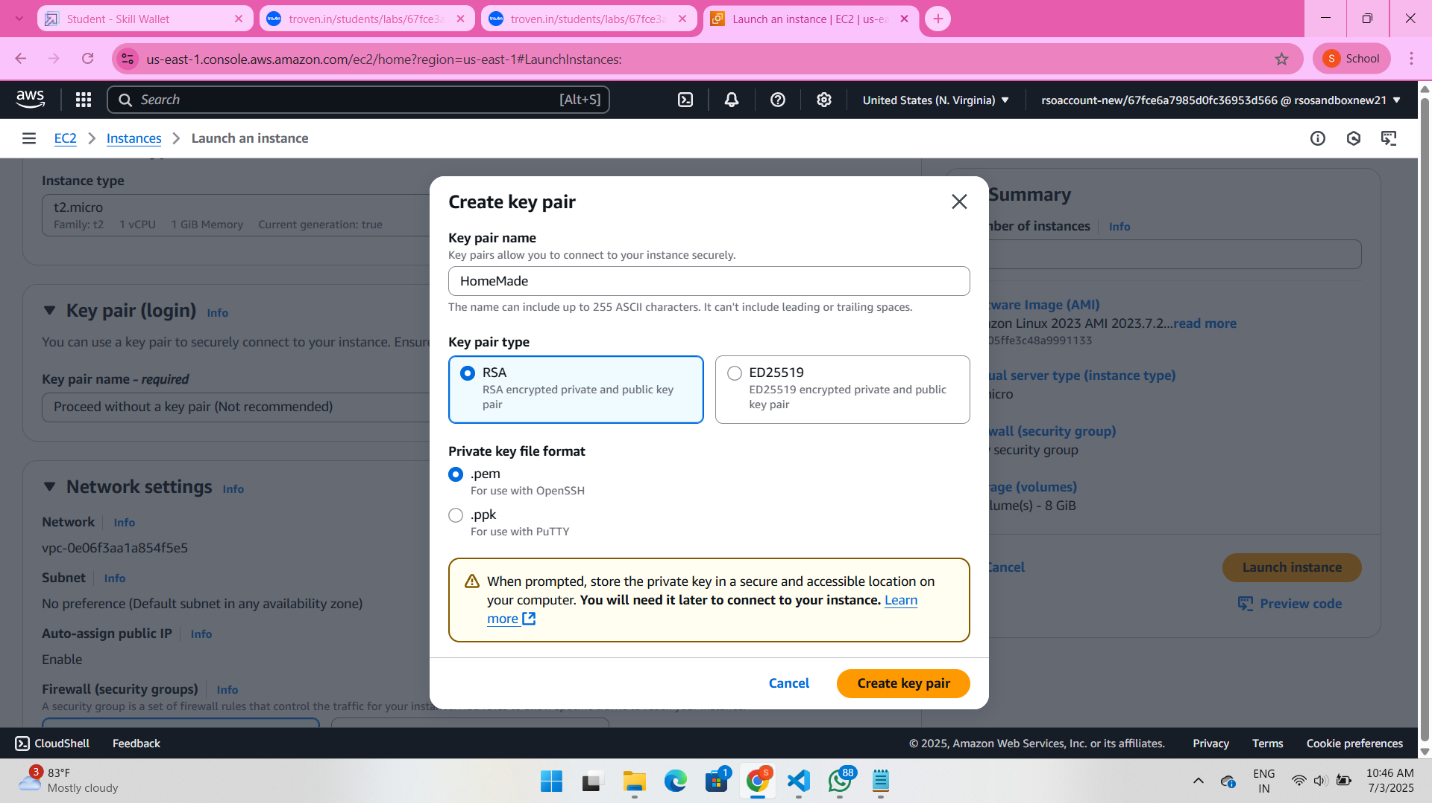 Student - Skill Wallet
troven.in/students/labs/67fce3a
troven.in/students/labs/67fce3a
Launch an instance | EC2 | us-ea
us-east-1.console.aws.amazon.com/ec2/home?region=us-east-1#LaunchInstances:
S
School
aws
Search
[Alt+S]
United States (N. Virginia) ▼
rsoaccount-new/67fce6a7985d0fc36953d566 @ rsosandboxnew21 ▼
EC2 > Instances > Launch an instance
Instance type
t2.micro
Family: t2 1 vCPU 1 GiB Memory Current generation: true
Key pair (login) Info
You can use a key pair to securely connect to your instance. Ensure
Key pair name - required
Proceed without a key pair (Not recommended)
Network settings Info
Network Info
vpc-0e06f3aa1a854f5e5
Subnet Info
No preference (Default subnet in any availability zone)
Auto-assign public IP Info
Enable
Firewall (security groups) Info
A security group is a set of firewall rules that control the traffic for your
Create key pair
Key pair name
Key pairs allow you to connect to your instance securely.
HomeMade
The name can include up to 255 ASCII characters. It can't include leading or trailing spaces.
Key pair type
RSA
RSA encrypted private and public key
pair
ED25519
ED25519 encrypted private and public
key pair
Private key file format
.pem
For use with OpenSSH
.ppk
For use with PuTTY
When prompted, store the private key in a secure and accessible location on
your computer. You will need it later to connect to your instance. Learn
more
Cancel
Create key pair
Summary
of instances Info
Image (AMI)
Linux 2023 AMI 2023.7.2...read more
05ffe3c48a9991133
server type (instance type)
micro
(security group)
security group
(volumes)
- 8 GiB
Cancel
Launch instance
Preview code
CloudShell
Feedback
© 2025, Amazon Web Services, Inc. or its affiliates.
Privacy
Terms
Cookie preferences
3
83°F
Mostly cloudy
1
S
88
ENG
IN
10:46 AM
7/3/2025